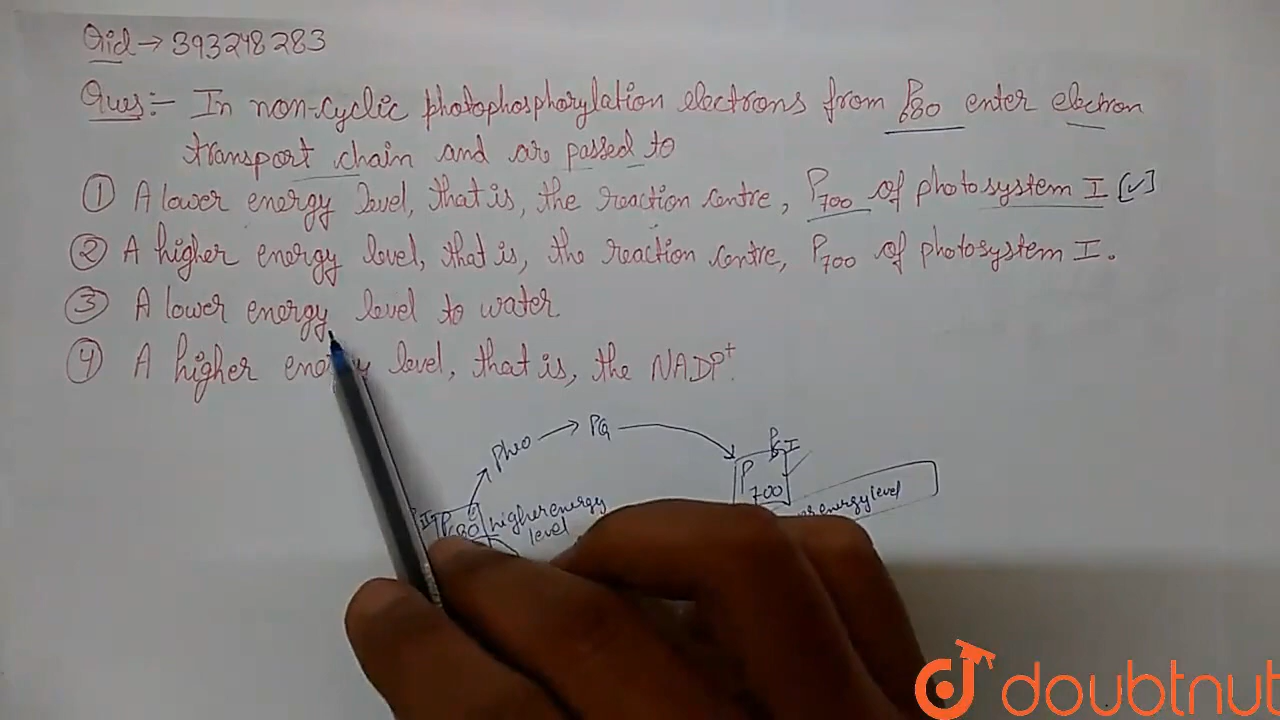 Qid → 393248283
Ques:- In non-cyclic photophosphorylation electrons from P680 enter electron
transport chain and are passed to
① A lower energy level, that is, the reaction centre, P700 of photosystem I [✓]
② A higher energy level, that is, the reaction centre, P700 of photosystem I.
③ A lower energy level to water.
④ A higher energy level, that is, the NADP+.
Pheo → PQ
PSI
P
700
higher energy
level
energy level
doubtnut